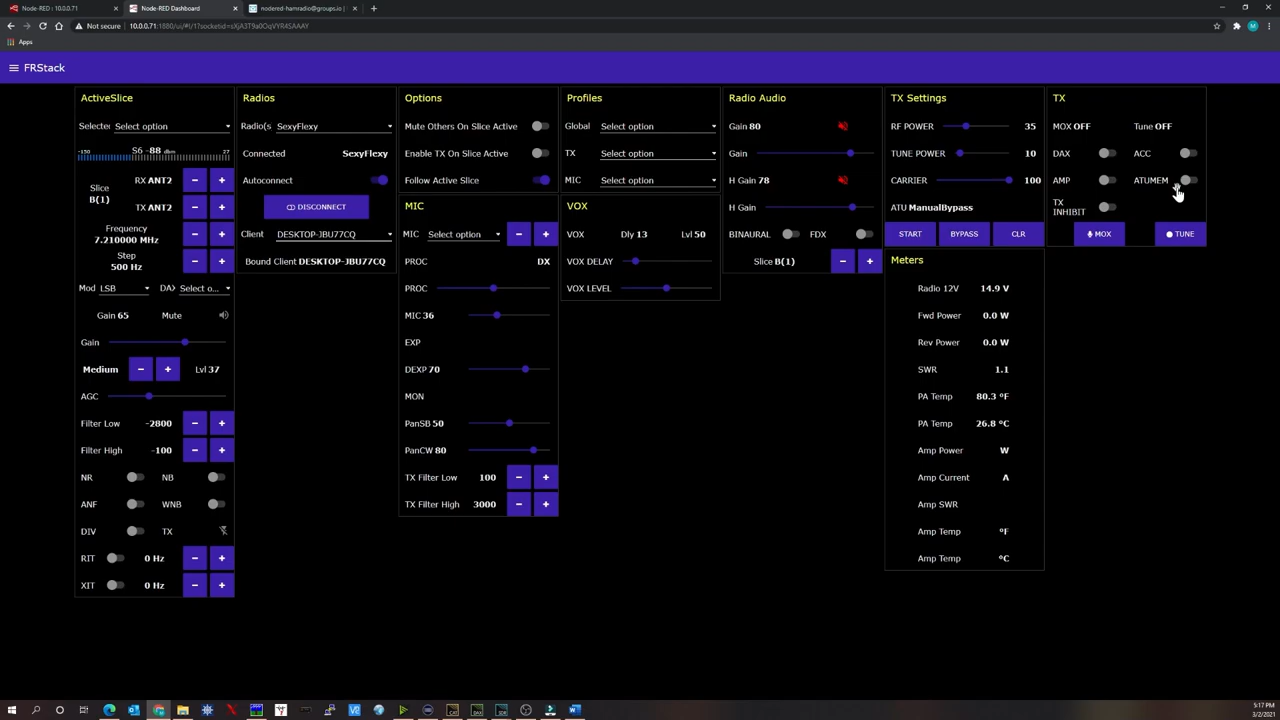 Node-RED : 10.0.0.71
Node-RED Dashboard
nodered-hamradio@groups.io |
Not secure
10.0.0.71:1880/ui/#!/1?socketid=sXjA3T9a0OqVYR4SAAAY
Apps
FRStack
ActiveSlice
Selecte Select option
-150 S6 -88 dBm 27
Slice B(1)
RX ANT2 - +
TX ANT2 - +
Frequency
7.210000 MHz
- +
Step
500 Hz
- +
Mod LSB DAX Select o...
Gain 65 Mute
Gain
Medium - + Lvl 37
AGC
Filter Low -2800 - +
Filter High -100 - +
NR NB
ANF WNB
DIV TX
RIT 0 Hz - +
XIT 0 Hz - +
Radios
Radio(s SexyFlexy
Connected SexyFlexy
Autoconnect
DISCONNECT
Client DESKTOP-JBU77CQ
Bound Client DESKTOP-JBU77CQ
Options
Mute Others On Slice Active
Enable TX On Slice Active
Follow Active Slice
MIC
MIC Select option - +
PROC DX
PROC
MIC 36
EXP
DEXP 70
MON
PanSB 50
PanCW 80
TX Filter Low 100 - +
TX Filter High 3000 - +
Profiles
Global Select option
TX Select option
MIC Select option
VOX
VOX Dly 13 Lvl 50
VOX DELAY
VOX LEVEL
Radio Audio
Gain 80
Gain
H Gain 78
H Gain
BINAURAL FDX
Slice B(1) - +
TX Settings
RF POWER 35
TUNE POWER 10
CARRIER 100
ATU ManualBypass
START BYPASS CLR
Meters
Radio 12V 14.9 V
Fwd Power 0.0 W
Rev Power 0.0 W
SWR 1.1
PA Temp 80.3 ºF
PA Temp 26.8 ºC
Amp Power W
Amp Current A
Amp SWR
Amp Temp ºF
Amp Temp ºC
TX
MOX OFF Tune OFF
DAX ACC
AMP ATUMEM
TX INHIBIT
MOX TUNE
5:17 PM
3/2/2021